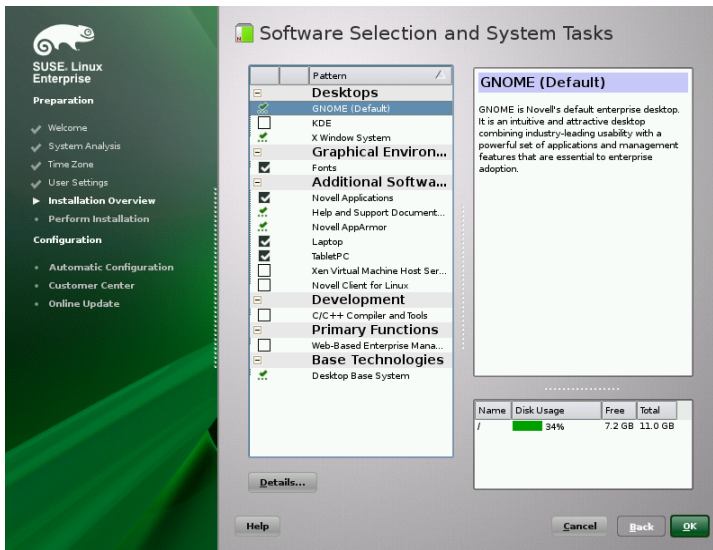 SUSE. Linux
Enterprise
Preparation
Welcome
System Analysis
Time Zone
User Settings
Installation Overview
Perform Installation
Configuration
Automatic Configuration
Customer Center
Online Update
Software Selection and System Tasks
Pattern
Desktops
GNOME (Default)
KDE
X Window System
Graphical Environ...
Fonts
Additional Softwa...
Novell Applications
Help and Support Document...
Novell AppArmor
Laptop
TabletPC
Xen Virtual Machine Host Ser...
Novell Client for Linux
Development
C/C++ Compiler and Tools
Primary Functions
Web-Based Enterprise Mana...
Base Technologies
Desktop Base System
Details...
GNOME (Default)
GNOME is Novell's default enterprise desktop.
It is an intuitive and attractive desktop
combining industry-leading usability with a
powerful set of applications and management
features that are essential to enterprise
adoption.
Name Disk Usage Free Total
/ 34% 7.2 GB 11.0 GB
Help Cancel Back OK